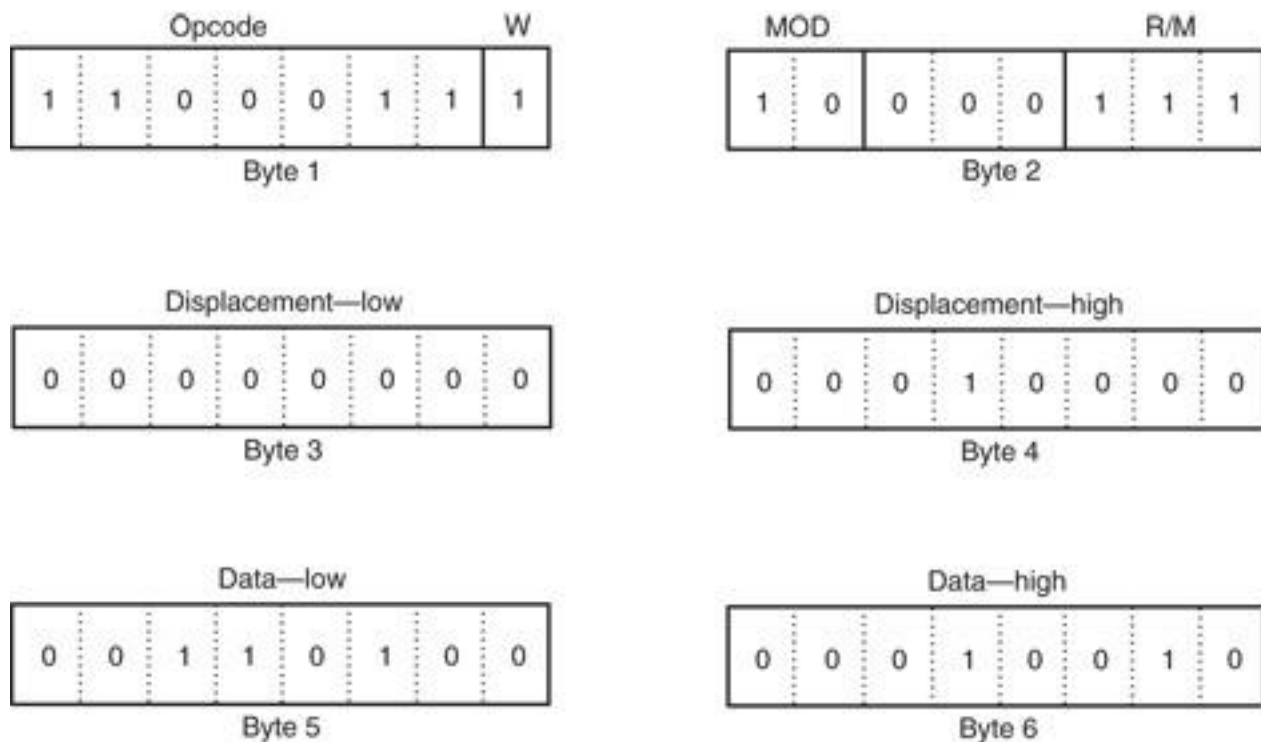 Opcode W MOD R/M
1 1 0 0 0 1 1 1 1 0 0 0 0 1 1 1
Byte 1 Byte 2
Displacement—low Displacement—high
0 0 0 0 0 0 0 0 0 0 0 1 0 0 0 0
Byte 3 Byte 4
Data—low Data—high
0 0 1 1 0 1 0 0 0 0 0 1 0 0 1 0
Byte 5 Byte 6